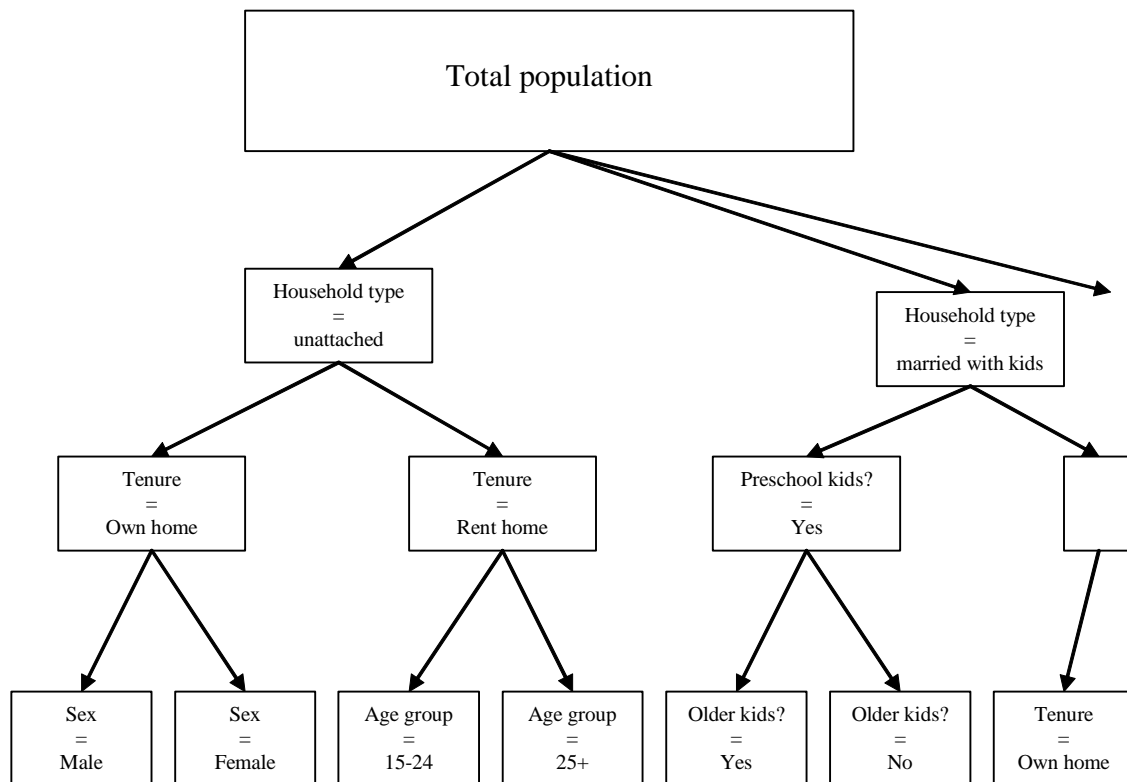 Total population
Household type
=
unattached
Household type
=
married with kids
Tenure
=
Own home
Tenure
=
Rent home
Preschool kids?
=
Yes
Sex
=
Male
Sex
=
Female
Age group
=
15-24
Age group
=
25+
Older kids?
=
Yes
Older kids?
=
No
Tenure
=
Own home